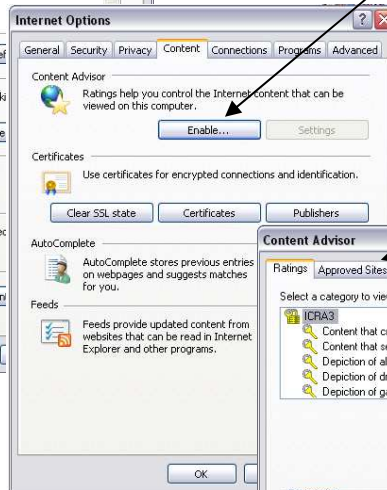 Internet Options
General Security Privacy Content Connections Programs Advanced
Content Advisor
Ratings help you control the Internet content that can be
viewed on this computer.
Enable...
Settings
Certificates
Use certificates for encrypted connections and identification.
Clear SSL state
Certificates
Publishers
AutoComplete
AutoComplete stores previous entries
on webpages and suggests matches
for you.
Feeds
Feeds provide updated content from
websites that can be read in Internet
Explorer and other programs.
OK
Content Advisor
Ratings Approved Sites
Select a category to
ICRA3
Content that
Content that
Depiction of
Depiction of
Depiction of